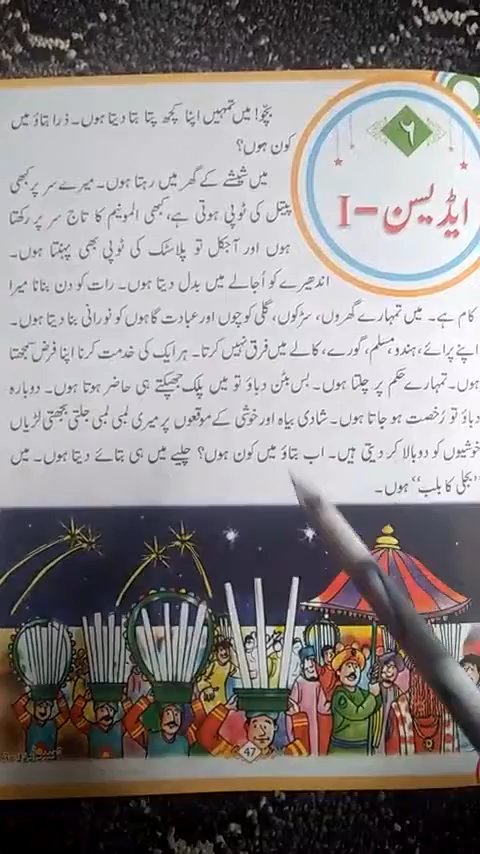 ۶
ایڈیسن-I
بچّو! میں تمہیں اپنا کچھ پتا بتا دیتا ہوں۔ ذرا بتاؤ میں
کون ہوں؟
میں شیشے کے گھر میں رہتا ہوں۔ میرے سر پر کبھی
پیتل کی ٹوپی ہوتی ہے، کبھی المونیم کا تاج سر پر رکھتا
ہوں اور آجکل تو پلاسٹک کی ٹوپی بھی پہنتا ہوں۔
اندھیرے کو اُجالے میں بدل دیتا ہوں۔ رات کو دن بنانا میرا
کام ہے۔ میں تمہارے گھروں، سڑکوں، گلی کوچوں اور عبادت گاہوں کو نورانی بنا دیتا ہوں۔
اپنے پرائے، ہندو، مسلم، گورے، کالے میں فرق نہیں کرتا۔ ہر ایک کی خدمت کرنا اپنا فرض سمجھتا
ہوں۔ تمہارے حکم پر چلتا ہوں۔ بس بٹن دباؤ تو میں پلک جھپکتے ہی حاضر ہوتا ہوں۔ دوبارہ
دباؤ تو رُخصت ہو جاتا ہوں۔ شادی بیاہ اور خوشی کے موقعوں پر میری لمبی لمبی جلتی بجھتی لڑیاں
خوشیوں کو دوبالا کر دیتی ہیں۔ اب بتاؤ میں کون ہوں؟ چلیے میں ہی بتائے دیتا ہوں۔ میں
”بجلی کا بلب“ ہوں۔
47